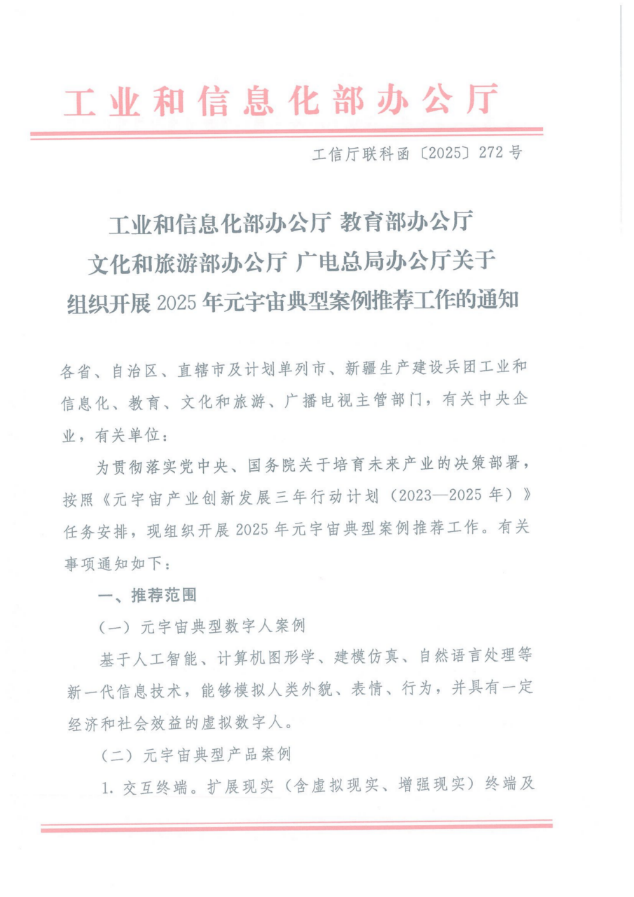 工业和信息化部办公厅
工信厅联科函〔2025〕272号
工业和信息化部办公厅 教育部办公厅
文化和旅游部办公厅 广电总局办公厅关于
组织开展2025年元宇宙典型案例推荐工作的通知
各省、自治区、直辖市及计划单列市、新疆生产建设兵团工业和
信息化、教育、文化和旅游、广播电视主管部门，有关中央企
业，有关单位：
为贯彻落实党中央、国务院关于培育未来产业的决策部署，
按照《元宇宙产业创新发展三年行动计划（2023—2025年）》
任务安排，现组织开展2025年元宇宙典型案例推荐工作。有关
事项通知如下：
一、推荐范围
（一）元宇宙典型数字人案例
基于人工智能、计算机图形学、建模仿真、自然语言处理等
新一代信息技术，能够模拟人类外貌、表情、行为，并具有一定
经济和社会效益的虚拟数字人。
（二）元宇宙典型产品案例
1. 交互终端。扩展现实（含虚拟现实、增强现实）终端及